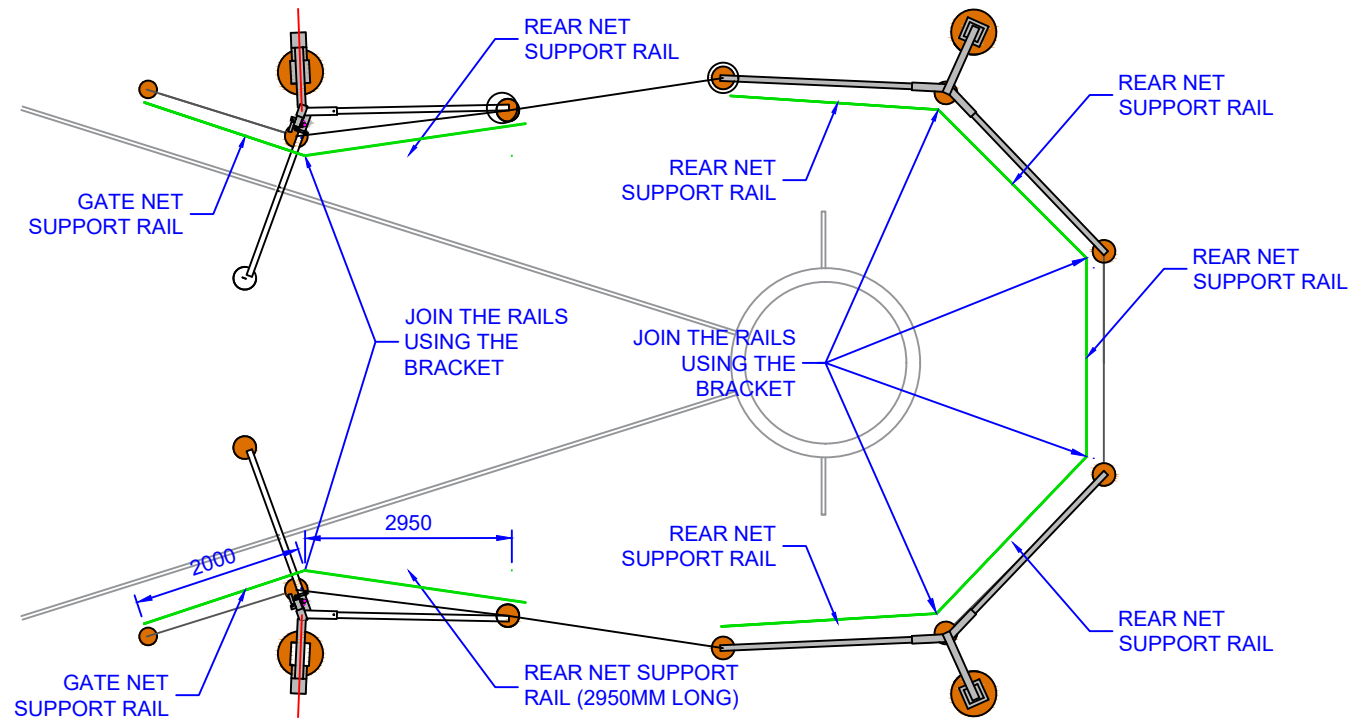 REAR NET
SUPPORT RAIL
REAR NET
SUPPORT RAIL
REAR NET
SUPPORT RAIL
GATE NET
SUPPORT RAIL
REAR NET
SUPPORT RAIL
JOIN THE RAILS
USING THE
BRACKET
JOIN THE RAILS
USING THE
BRACKET
2950
2000
REAR NET
SUPPORT RAIL
REAR NET
SUPPORT RAIL
GATE NET
SUPPORT RAIL
REAR NET SUPPORT
RAIL (2950MM LONG)